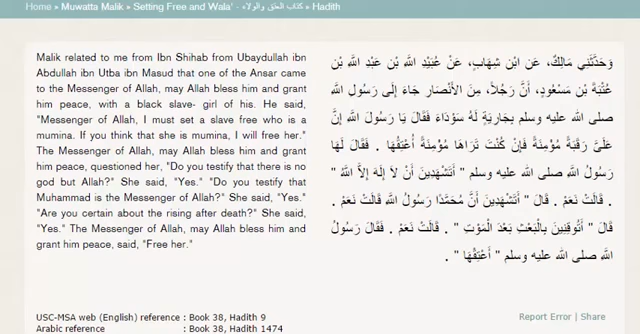 Home » Muwatta Malik » Setting Free and Wala' - كتاب العتق والولاء » Hadith
Malik related to me from Ibn Shihab from Ubaydullah ibn
Abdullah ibn Utba ibn Masud that one of the Ansar came
to the Messenger of Allah, may Allah bless him and grant
him peace, with a black slave- girl of his. He said,
"Messenger of Allah, I must set a slave free who is a
mumina. If you think that she is mumina, I will free her."
The Messenger of Allah, may Allah bless him and grant
him peace, questioned her, "Do you testify that there is no
god but Allah?" She said, "Yes." "Do you testify that
Muhammad is the Messenger of Allah?" She said, "Yes."
"Are you certain about the rising after death?" She said,
"Yes." The Messenger of Allah, may Allah bless him and
grant him peace, said, "Free her."
وَحَدَّثَنِي مَالِكٌ، عَنِ ابْنِ شِهَابٍ، عَنْ عُبَيْدِ اللَّهِ بْنِ عَبْدِ اللَّهِ بْنِ
عُتْبَةَ بْنِ مَسْعُودٍ، أَنَّ رَجُلاً، مِنَ الأَنْصَارِ جَاءَ إِلَى رَسُولِ اللَّهِ
صلى الله عليه وسلم بِجَارِيَةٍ لَهُ سَوْدَاءَ فَقَالَ يَا رَسُولَ اللَّهِ إِنَّ
عَلَىَّ رَقَبَةً مُؤْمِنَةً فَإِنْ كُنْتَ تَرَاهَا مُؤْمِنَةً أُعْتِقُهَا . فَقَالَ لَهَا
رَسُولُ اللَّهِ صلى الله عليه وسلم " أَتَشْهَدِينَ أَنْ لاَ إِلَهَ إِلاَّ اللَّهُ "
. قَالَتْ نَعَمْ . قَالَ " أَتَشْهَدِينَ أَنَّ مُحَمَّدًا رَسُولُ اللَّهِ قَالَتْ نَعَمْ .
قَالَ " أَتُوقِنِينَ بِالْبَعْثِ بَعْدَ الْمَوْتِ " . قَالَتْ نَعَمْ . فَقَالَ رَسُولُ
اللَّهِ صلى الله عليه وسلم " أَعْتِقْهَا " .
USC-MSA web (English) reference : Book 38, Hadith 9
Arabic reference : Book 38, Hadith 1474
Report Error | Share